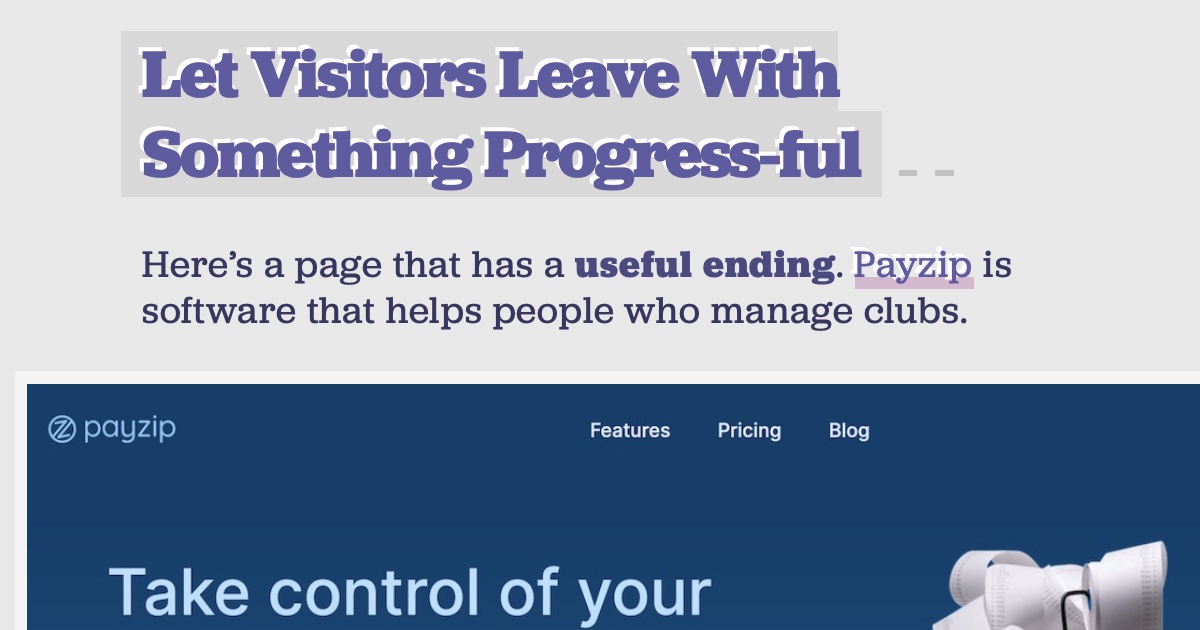 Let Visitors Leave With
Something Progress-ful
Here’s a page that has a useful ending. Payzip is
software that helps people who manage clubs.
payzip
Features Pricing Blog
Take control of your